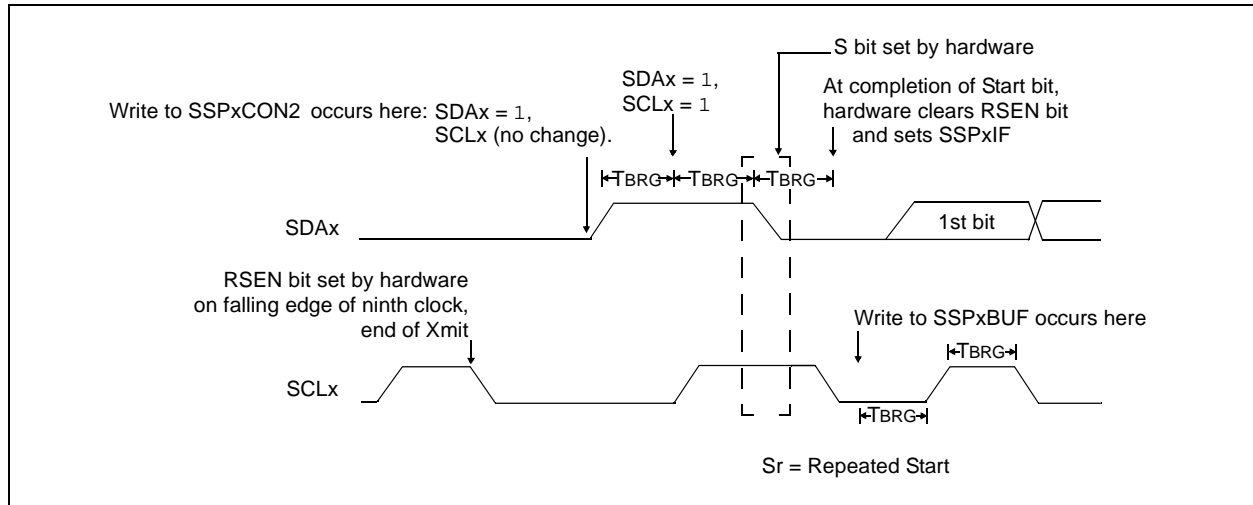 S bit set by hardware
SDAx = 1,
SCLx = 1
At completion of Start bit,
hardware clears RSEN bit
and sets SSPxIF
Write to SSPxCON2 occurs here: SDAx = 1,
SCLx (no change).
TBRG TBRG TBRG
SDAx
1st bit
RSEN bit set by hardware
on falling edge of ninth clock,
end of Xmit
Write to SSPxBUF occurs here
TBRG
SCLx
TBRG
Sr = Repeated Start